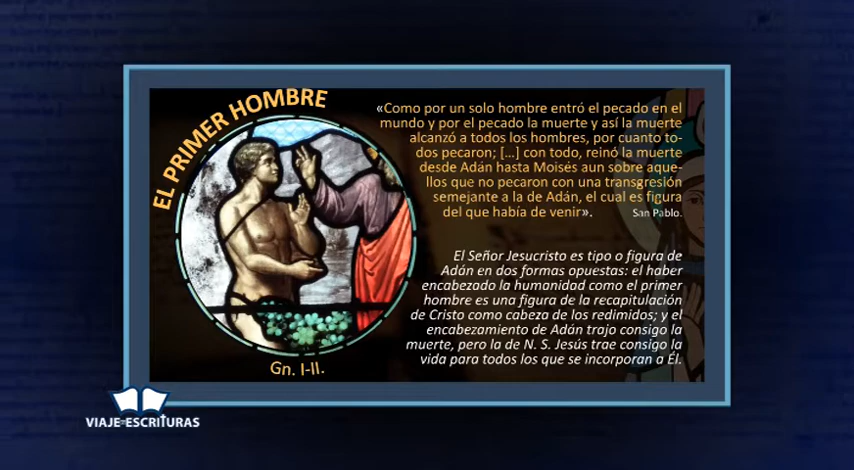 EL PRIMER HOMBRE
Gn. I-II.
«Como por un solo hombre entró el pecado en el
mundo y por el pecado la muerte y así la muerte
alcanzó a todos los hombres, por cuanto to-
dos pecaron; [...] con todo, reinó la muerte
desde Adán hasta Moisés aun sobre aque-
llos que no pecaron con una transgresión
semejante a la de Adán, el cual es figura
del que había de venir». San Pablo.
El Señor Jesucristo es tipo o figura de
Adán en dos formas opuestas: el haber
encabezado la humanidad como el primer
hombre es una figura de la recapitulación
de Cristo como cabeza de los redimidos; y el
encabezamiento de Adán trajo consigo la
muerte, pero la de N. S. Jesús trae consigo la
vida para todos los que se incorporan a Él.
VIAJE ESCRITURAS